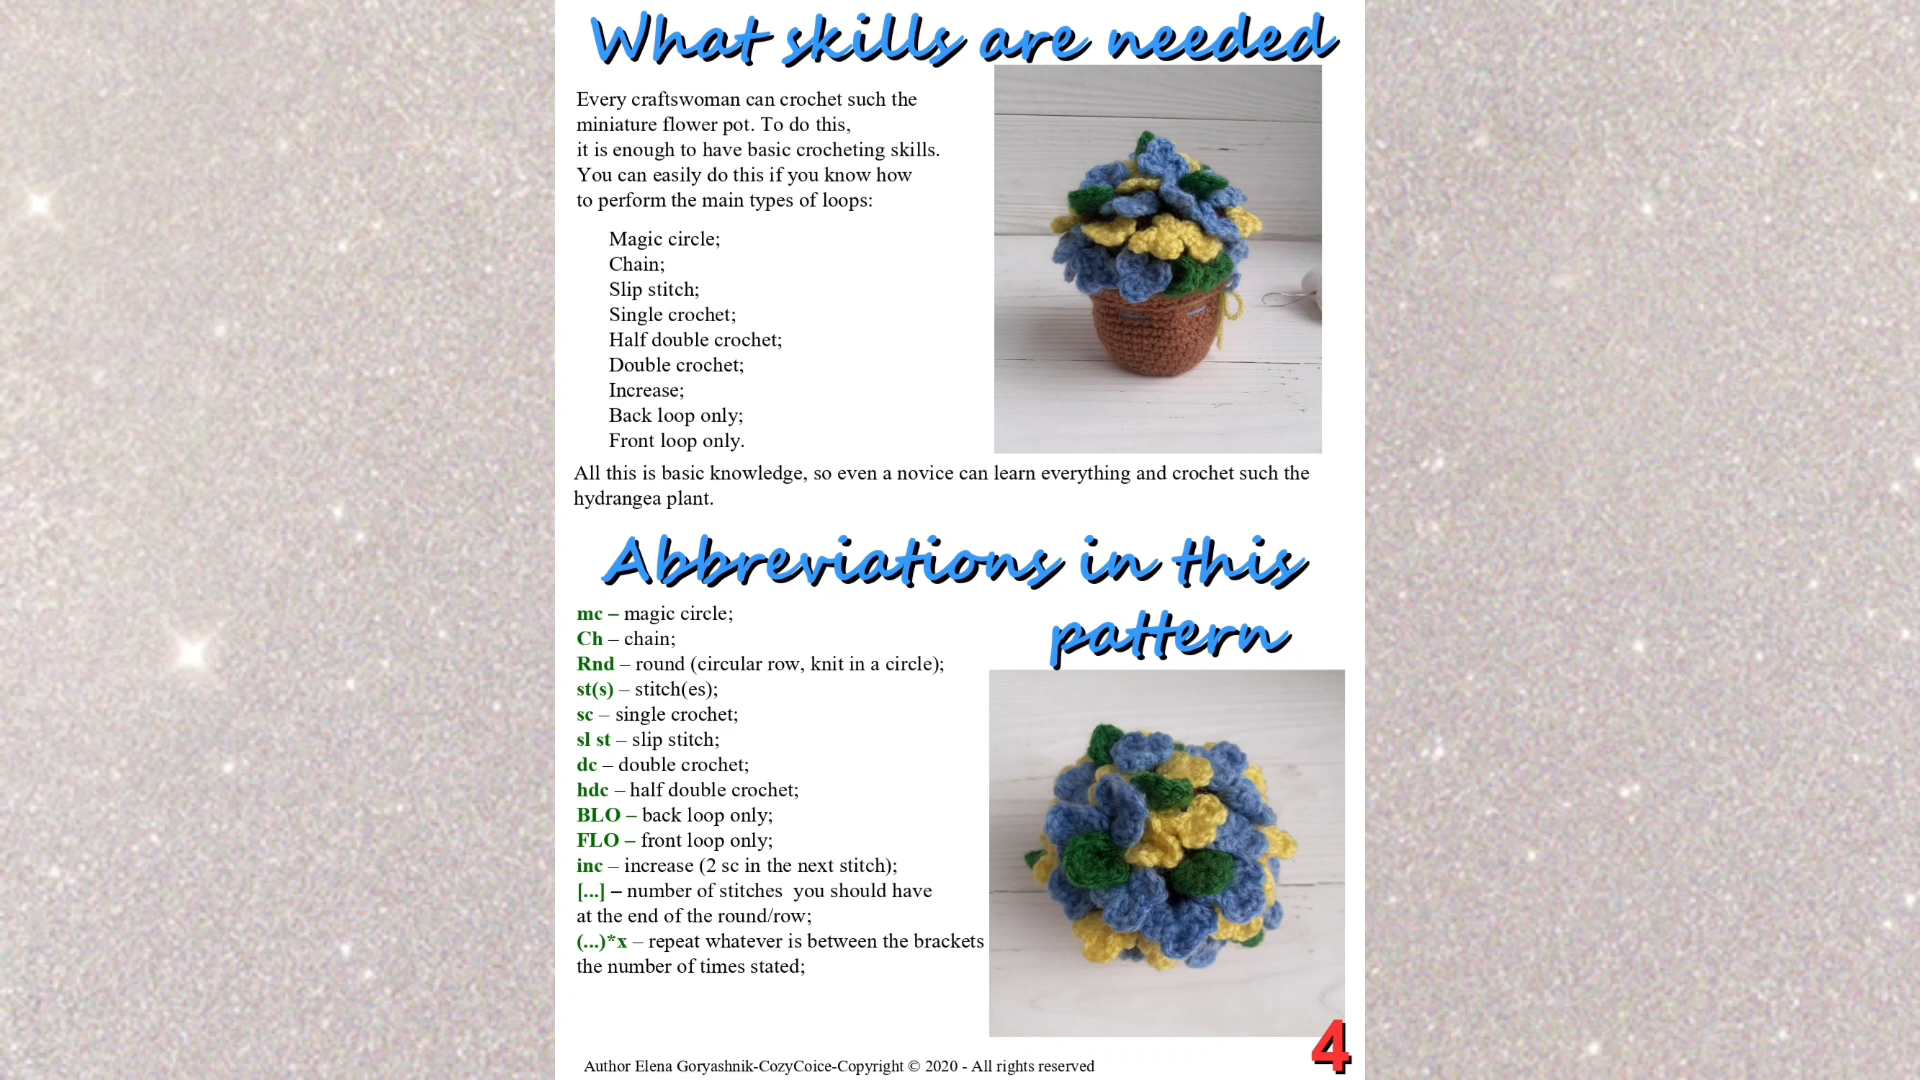 What skills are needed
Every craftswoman can crochet such the
miniature flower pot. To do this,
it is enough to have basic crocheting skills.
You can easily do this if you know how
to perform the main types of loops:
Magic circle;
Chain;
Slip stitch;
Single crochet;
Half double crochet;
Double crochet;
Increase;
Back loop only;
Front loop only.
All this is basic knowledge, so even a novice can learn everything and crochet such the
hydrangea plant.
Abbreviations in this
pattern
mc – magic circle;
Ch – chain;
Rnd – round (circular row, knit in a circle);
st(s) – stitch(es);
sc – single crochet;
sl st – slip stitch;
dc – double crochet;
hdc – half double crochet;
BLO – back loop only;
FLO – front loop only;
inc – increase (2 sc in the next stitch);
[...] – number of stitches  you should have
at the end of the round/row;
(...)*x – repeat whatever is between the brackets
the number of times stated;
Author Elena Goryashnik-CozyCoice-Copyright © 2020 - All rights reserved
4